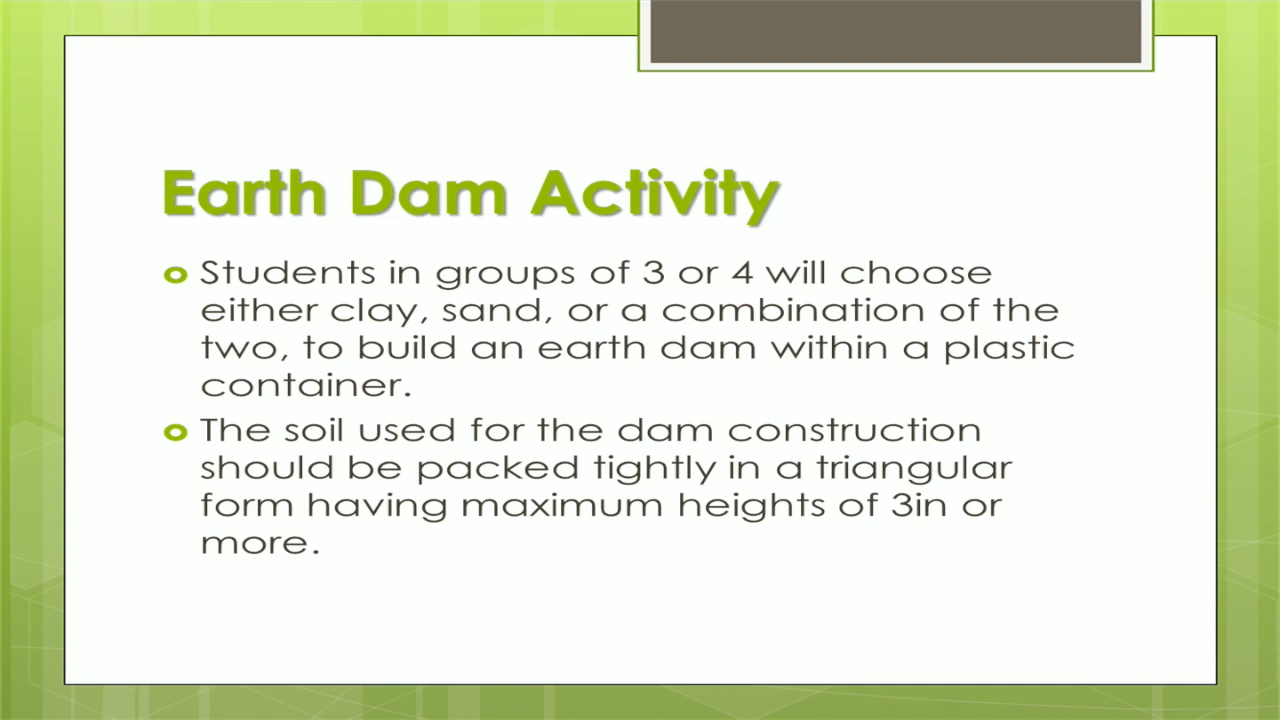 Earth Dam Activity
Students in groups of 3 or 4 will choose
either clay, sand, or a combination of the
two, to build an earth dam within a plastic
container.
The soil used for the dam construction
should be packed tightly in a triangular
form having maximum heights of 3in or
more.